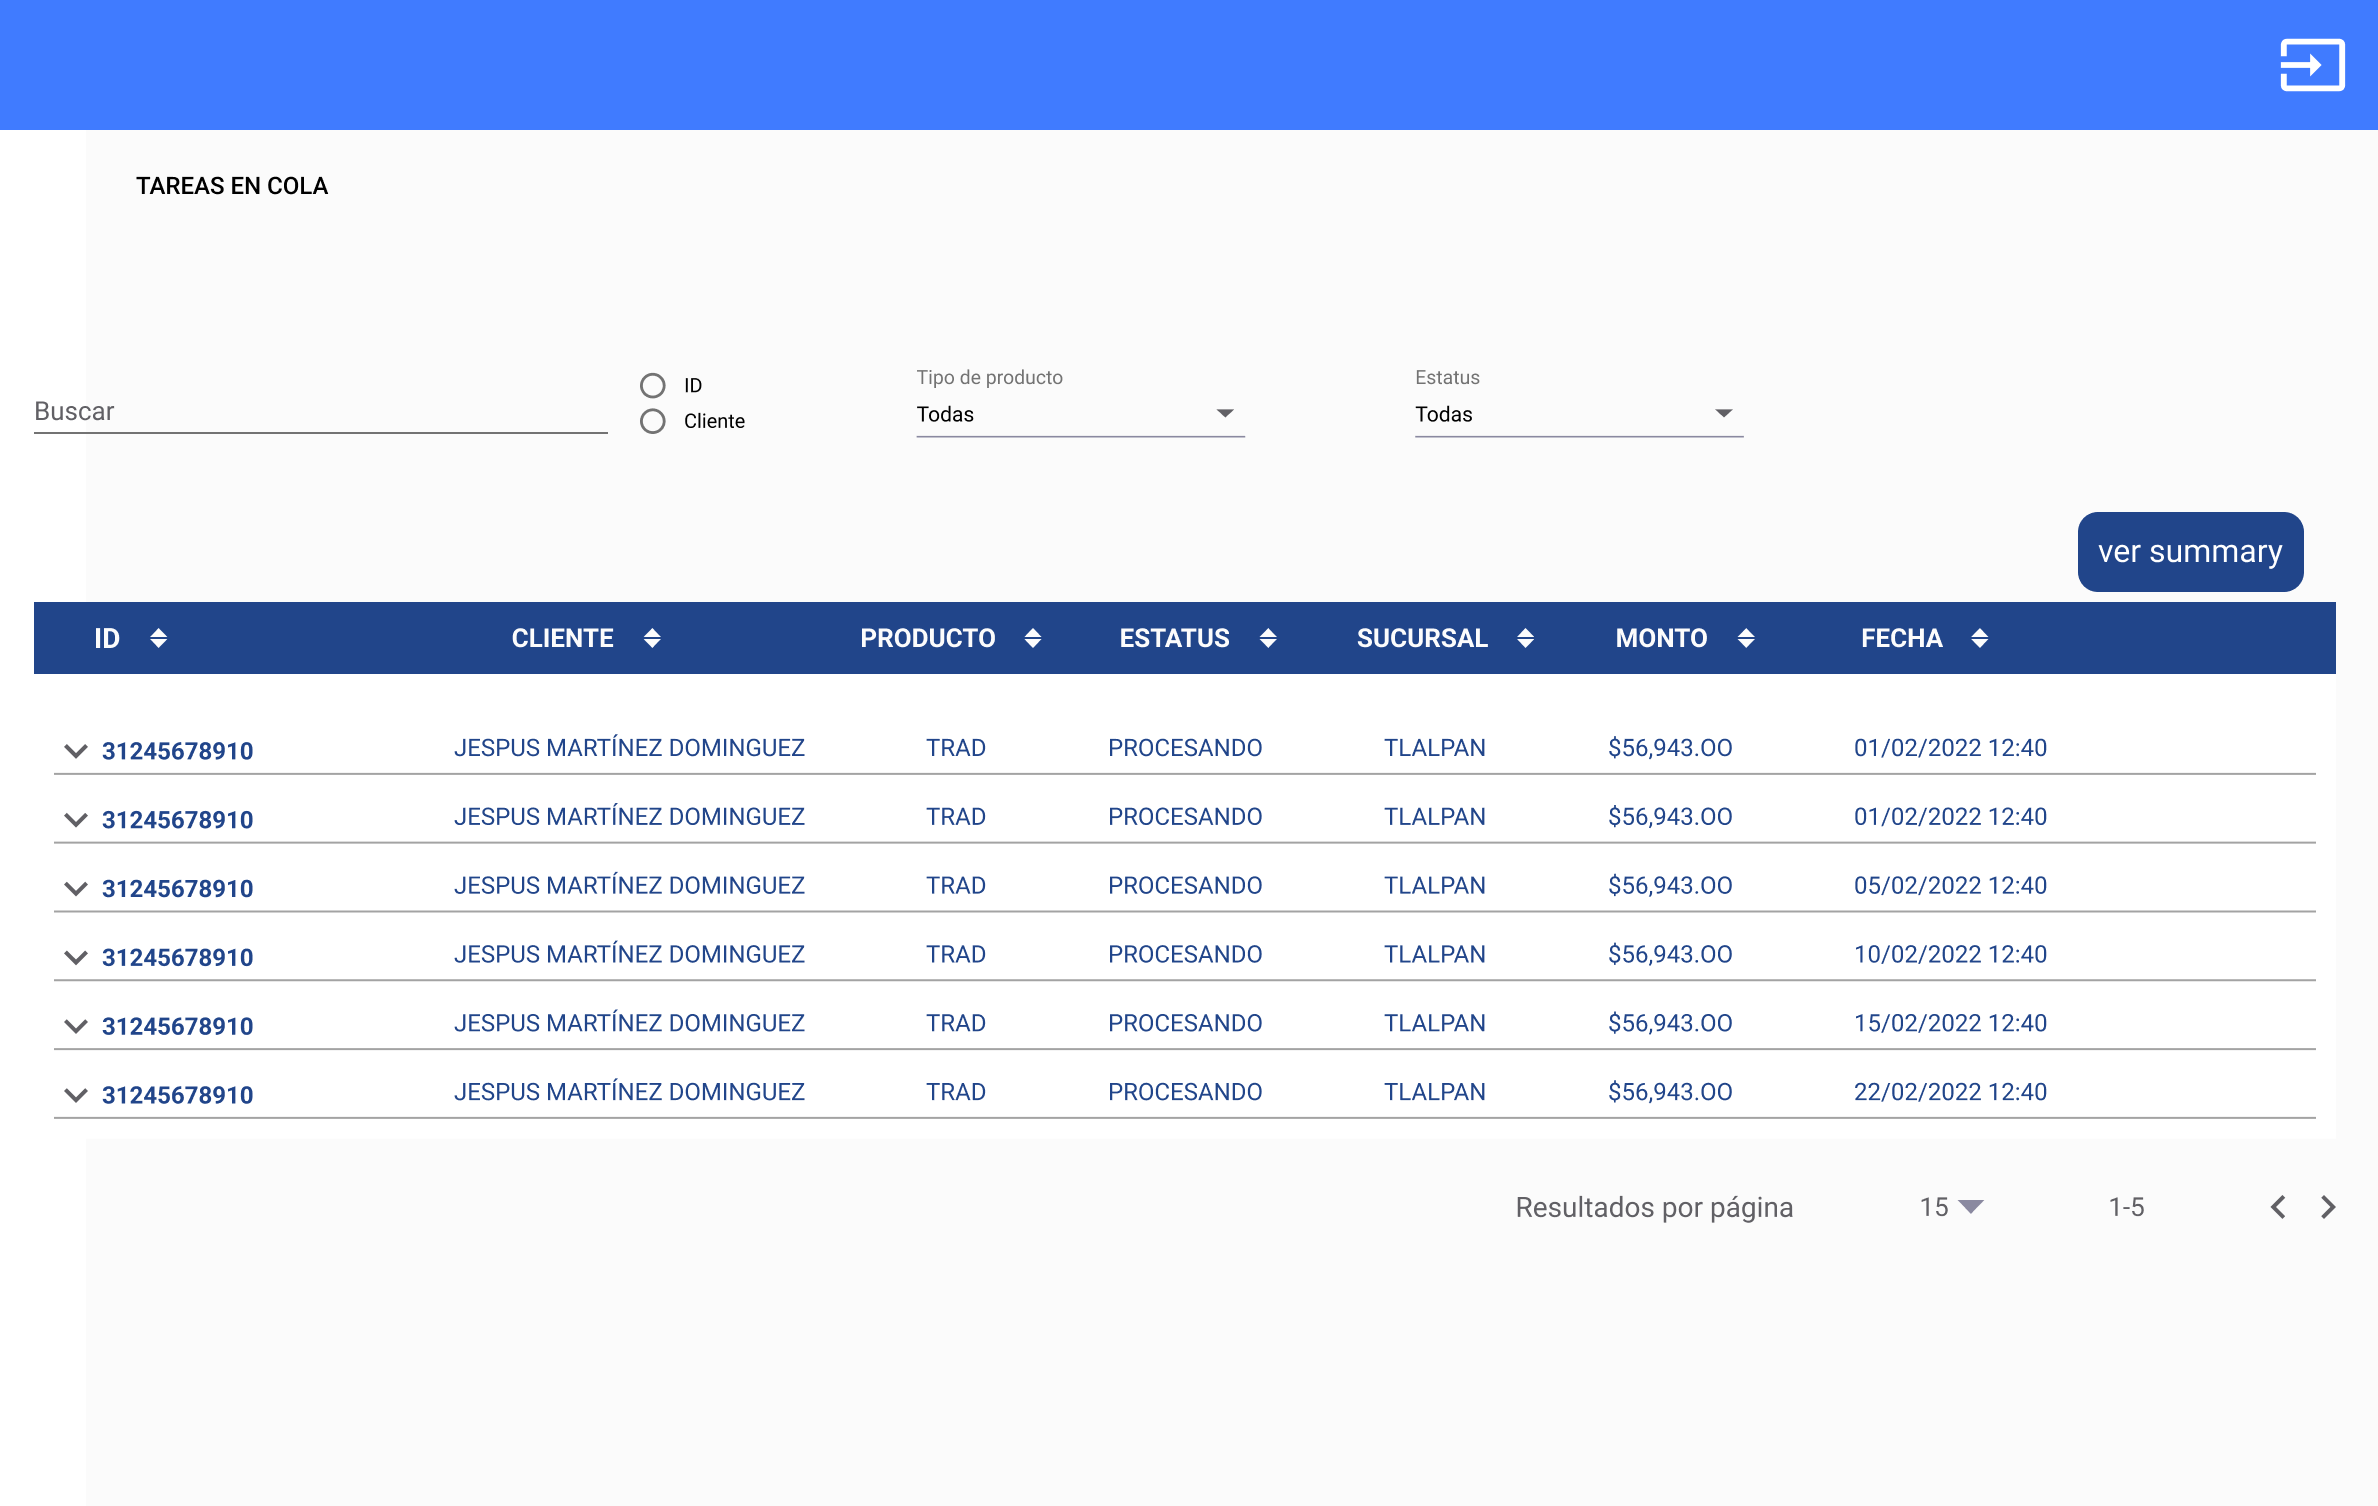 TAREAS EN COLA
Buscar
ID
Cliente
Tipo de producto
Todas
Estatus
Todas
ver summary
ID CLIENTE PRODUCTO ESTATUS SUCURSAL MONTO FECHA
31245678910 JESPUS MARTÍNEZ DOMINGUEZ TRAD PROCESANDO TLALPAN $56,943.OO 01/02/2022 12:40
31245678910 JESPUS MARTÍNEZ DOMINGUEZ TRAD PROCESANDO TLALPAN $56,943.OO 01/02/2022 12:40
31245678910 JESPUS MARTÍNEZ DOMINGUEZ TRAD PROCESANDO TLALPAN $56,943.OO 05/02/2022 12:40
31245678910 JESPUS MARTÍNEZ DOMINGUEZ TRAD PROCESANDO TLALPAN $56,943.OO 10/02/2022 12:40
31245678910 JESPUS MARTÍNEZ DOMINGUEZ TRAD PROCESANDO TLALPAN $56,943.OO 15/02/2022 12:40
31245678910 JESPUS MARTÍNEZ DOMINGUEZ TRAD PROCESANDO TLALPAN $56,943.OO 22/02/2022 12:40
Resultados por página 15 1-5